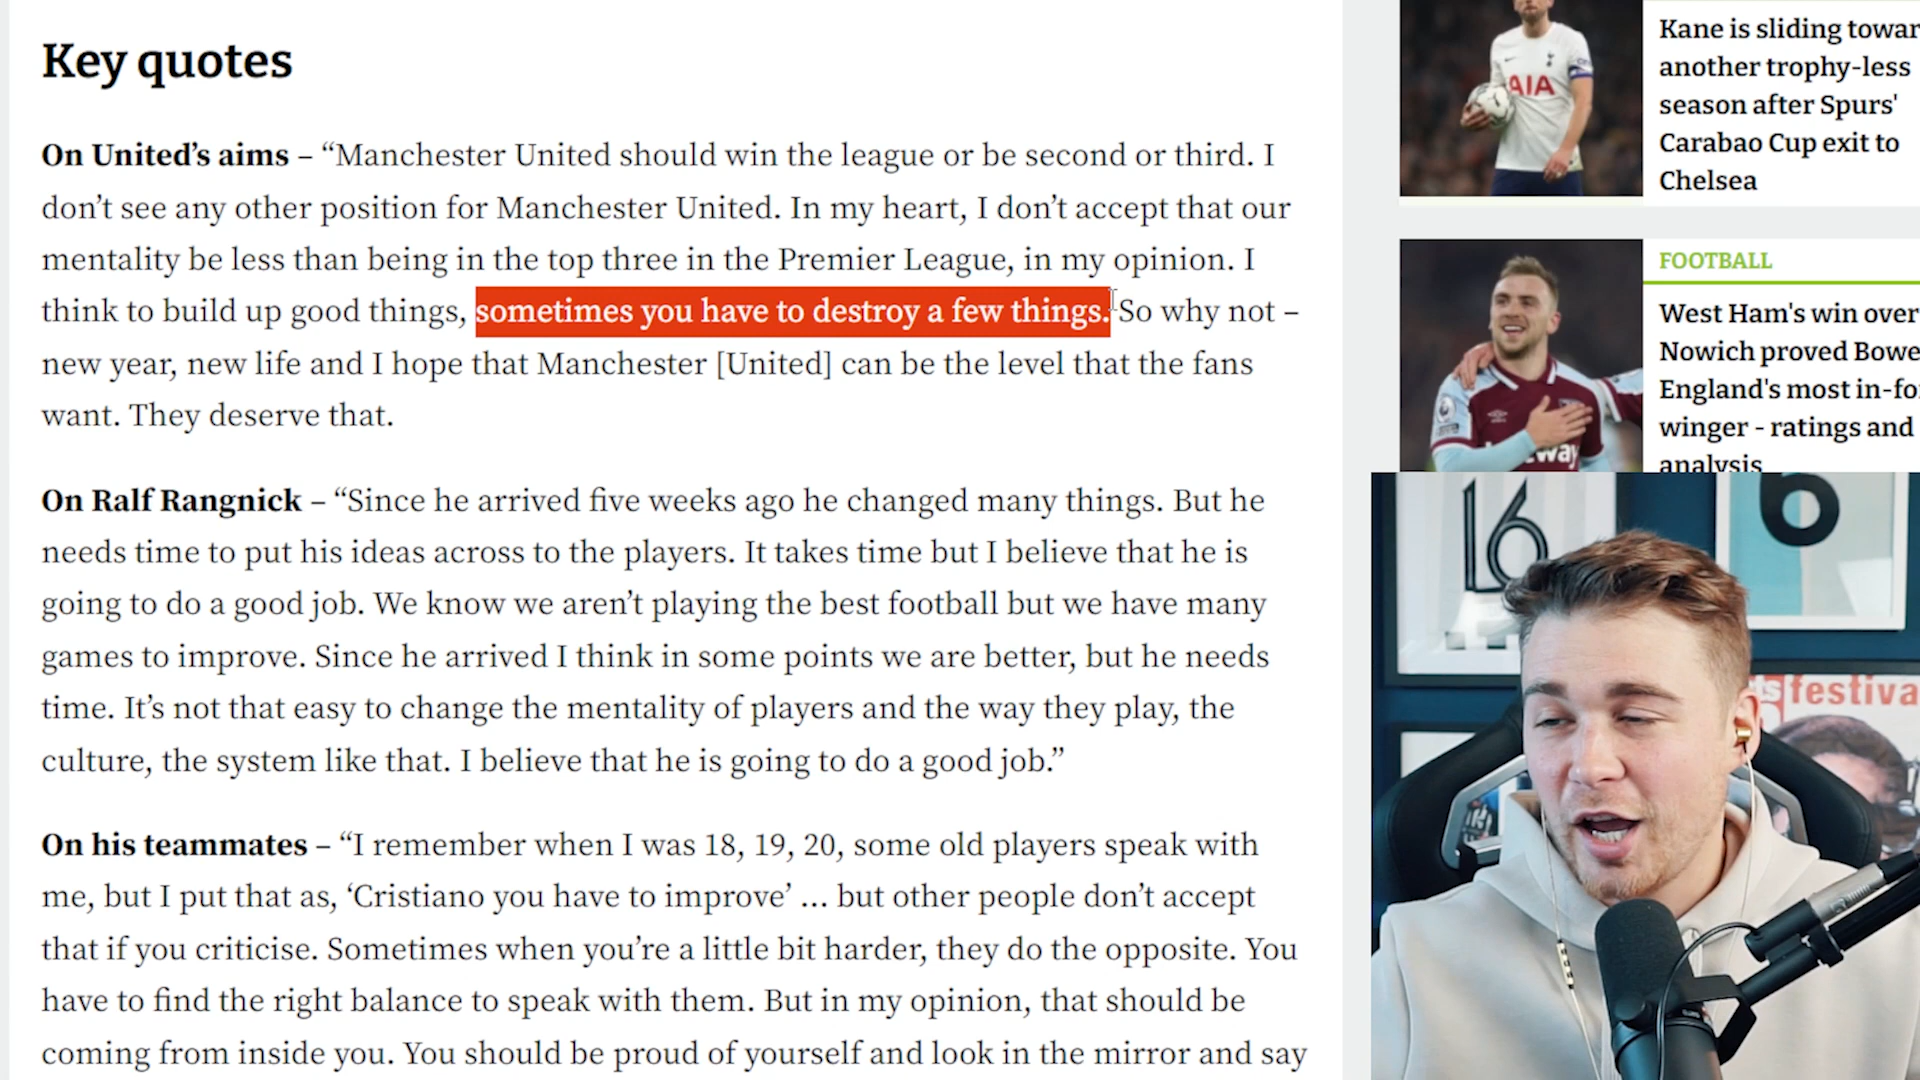 Key quotes
On United’s aims – “Manchester United should win the league or be second or third. I
don’t see any other position for Manchester United. In my heart, I don’t accept that our
mentality be less than being in the top three in the Premier League, in my opinion. I
think to build up good things, sometimes you have to destroy a few things. So why not –
new year, new life and I hope that Manchester [United] can be the level that the fans
want. They deserve that.
On Ralf Rangnick – “Since he arrived five weeks ago he changed many things. But he
needs time to put his ideas across to the players. It takes time but I believe that he is
going to do a good job. We know we aren’t playing the best football but we have many
games to improve. Since he arrived I think in some points we are better, but he needs
time. It’s not that easy to change the mentality of players and the way they play, the
culture, the system like that. I believe that he is going to do a good job.”
On his teammates – “I remember when I was 18, 19, 20, some old players speak with
me, but I put that as, ‘Cristiano you have to improve’ … but other people don’t accept
that if you criticise. Sometimes when you’re a little bit harder, they do the opposite. You
have to find the right balance to speak with them. But in my opinion, that should be
coming from inside you. You should be proud of yourself and look in the mirror and say
AIA
Kane is sliding towar
another trophy-less
season after Spurs'
Carabao Cup exit to
Chelsea
FOOTBALL
West Ham's win over
Nowich proved Bowe
England's most in-fo
winger - ratings and
analysis
way
16
6
festiva